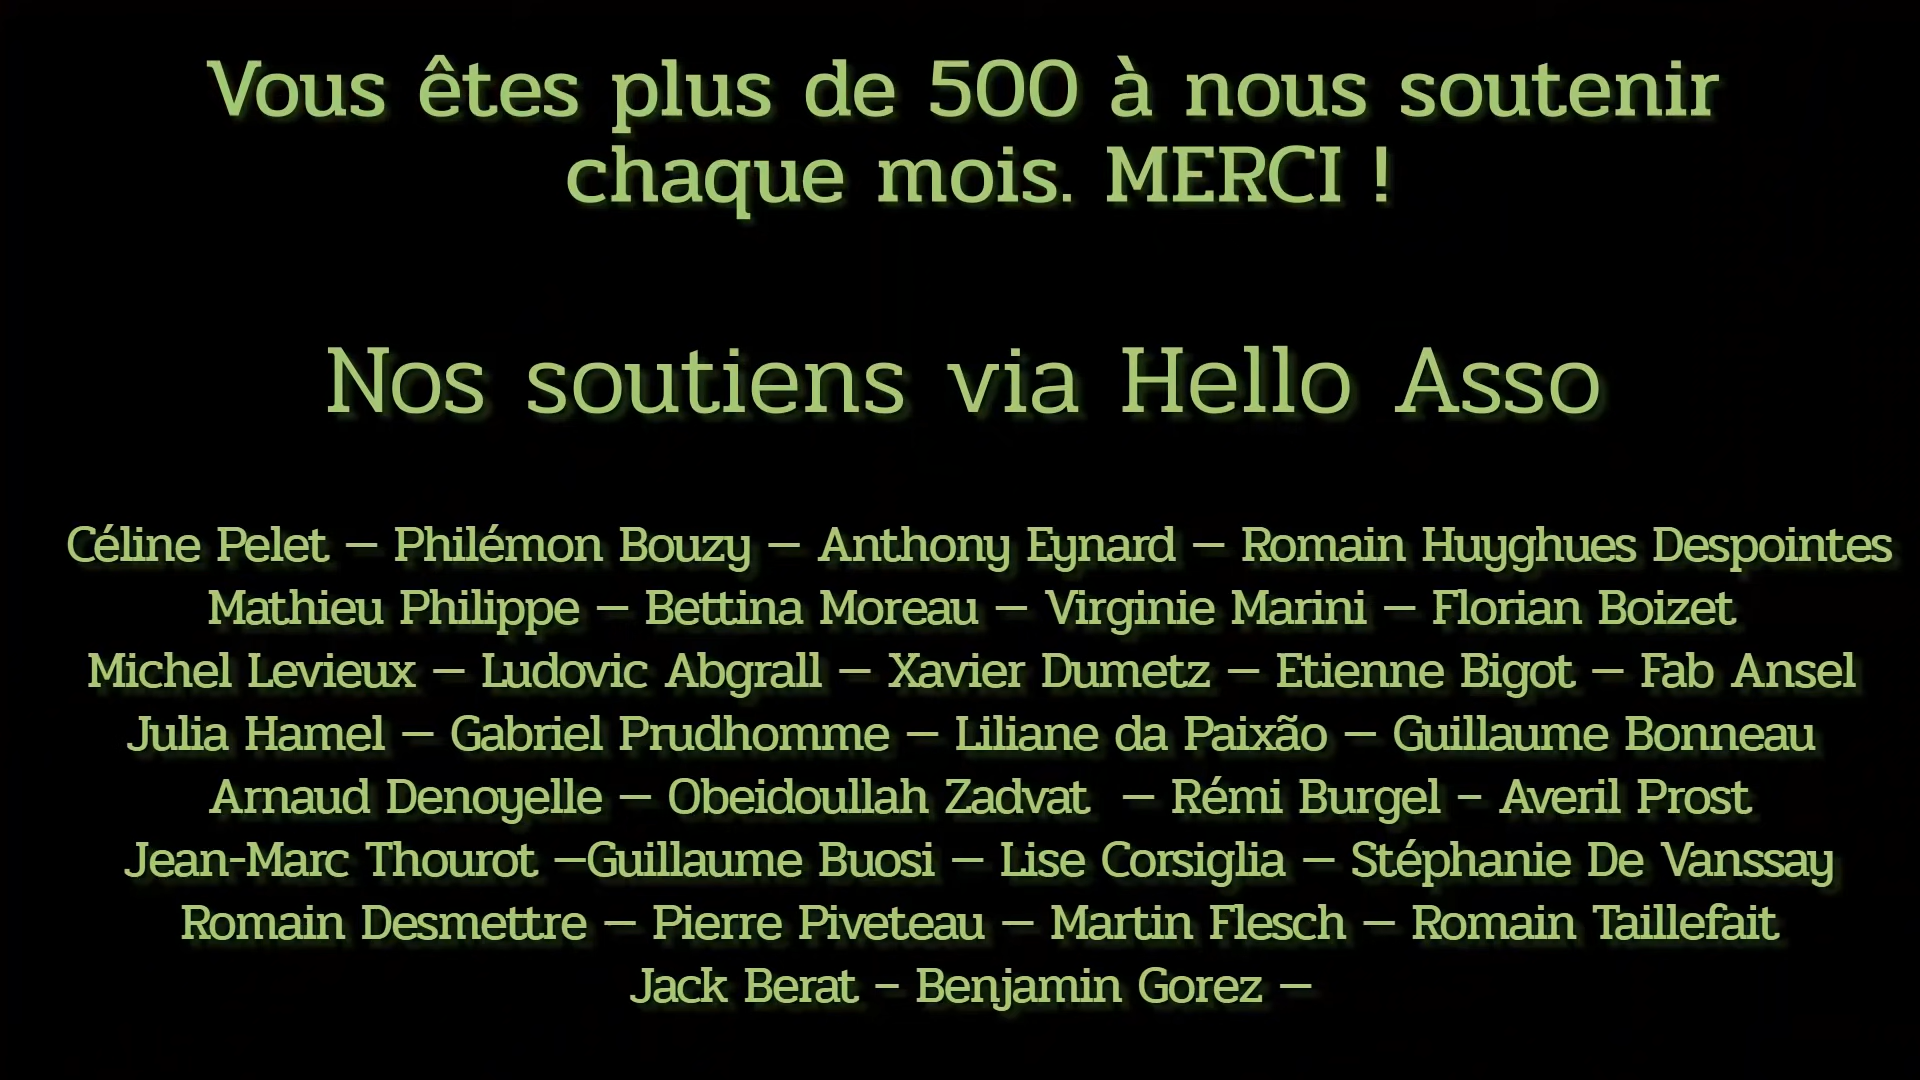 Vous êtes plus de 500 à nous soutenir
chaque mois. MERCI !
Nos soutiens via Hello Asso
Céline Pelet – Philémon Bouzy – Anthony Eynard – Romain Huyghues Despointes
Mathieu Philippe – Bettina Moreau – Virginie Marini – Florian Boizet
Michel Levieux – Ludovic Abgrall – Xavier Dumetz – Etienne Bigot – Fab Ansel
Julia Hamel – Gabriel Prudhomme – Liliane da Paixão – Guillaume Bonneau
Arnaud Denoyelle – Obeidoullah Zadvat  – Rémi Burgel - Averil Prost
Jean-Marc Thourot –Guillaume Buosi – Lise Corsiglia – Stéphanie De Vanssay
Romain Desmettre – Pierre Piveteau – Martin Flesch – Romain Taillefait
Jack Berat - Benjamin Gorez –